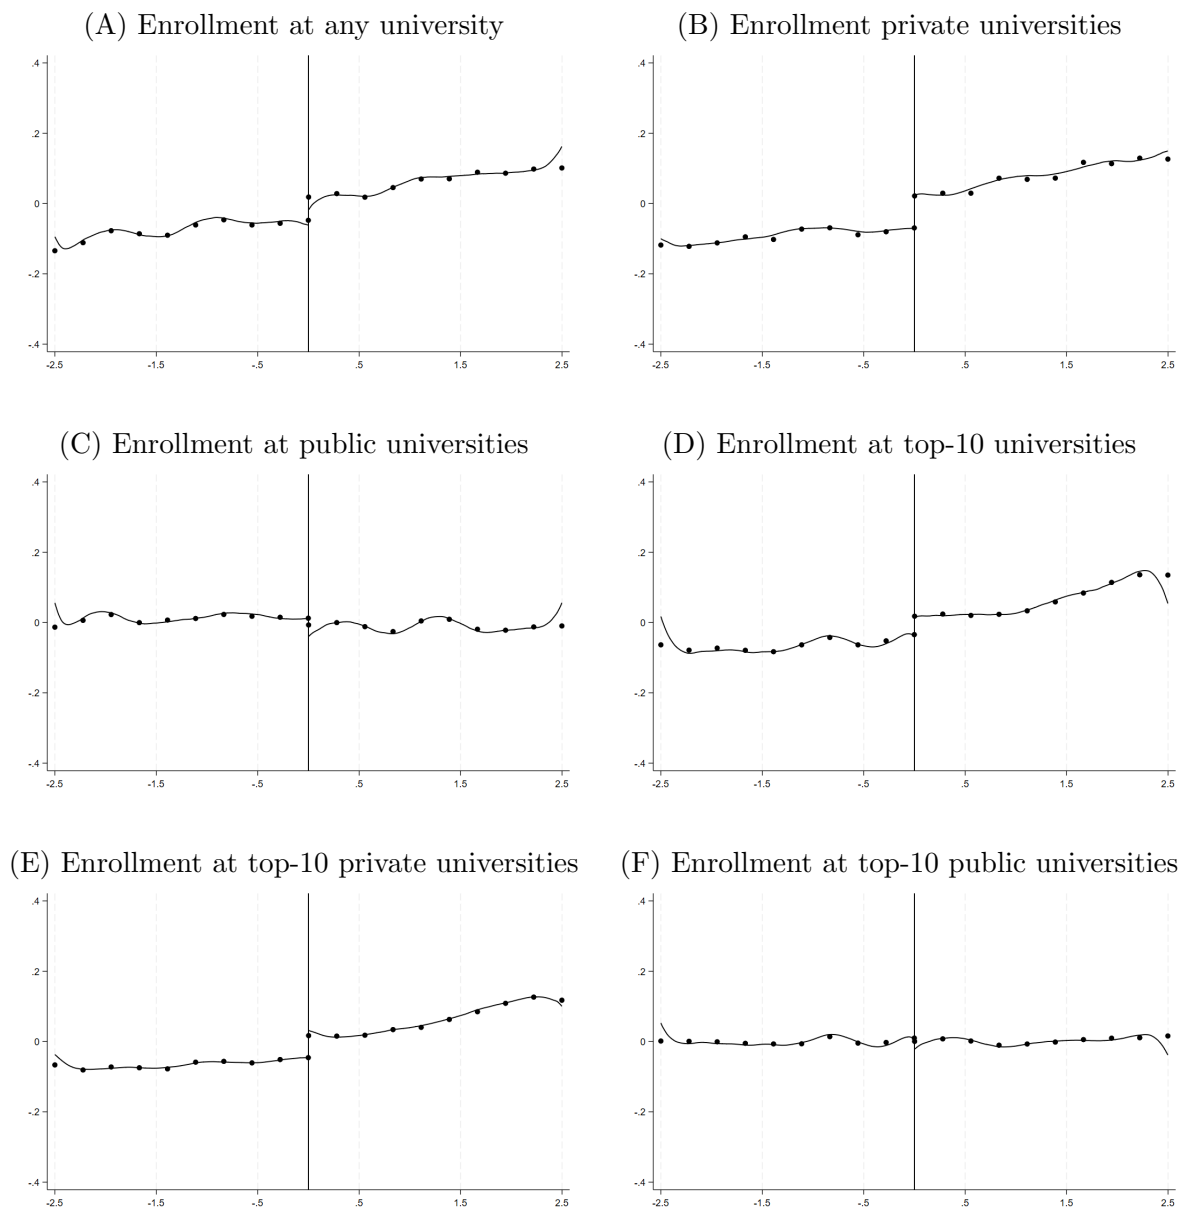 (A) Enrollment at any university
(B) Enrollment private universities
.4
.2
0
-.2
-.4
-2.5 -1.5 -.5 .5 1.5 2.5
.4
.2
0
-.2
-.4
-2.5 -1.5 -.5 .5 1.5 2.5
(C) Enrollment at public universities
(D) Enrollment at top-10 universities
.4
.2
0
-.2
-.4
-2.5 -1.5 -.5 .5 1.5 2.5
.4
.2
0
-.2
-.4
-2.5 -1.5 -.5 .5 1.5 2.5
(E) Enrollment at top-10 private universities
(F) Enrollment at top-10 public universities
.4
.2
0
-.2
-.4
-2.5 -1.5 -.5 .5 1.5 2.5
.4
.2
0
-.2
-.4
-2.5 -1.5 -.5 .5 1.5 2.5